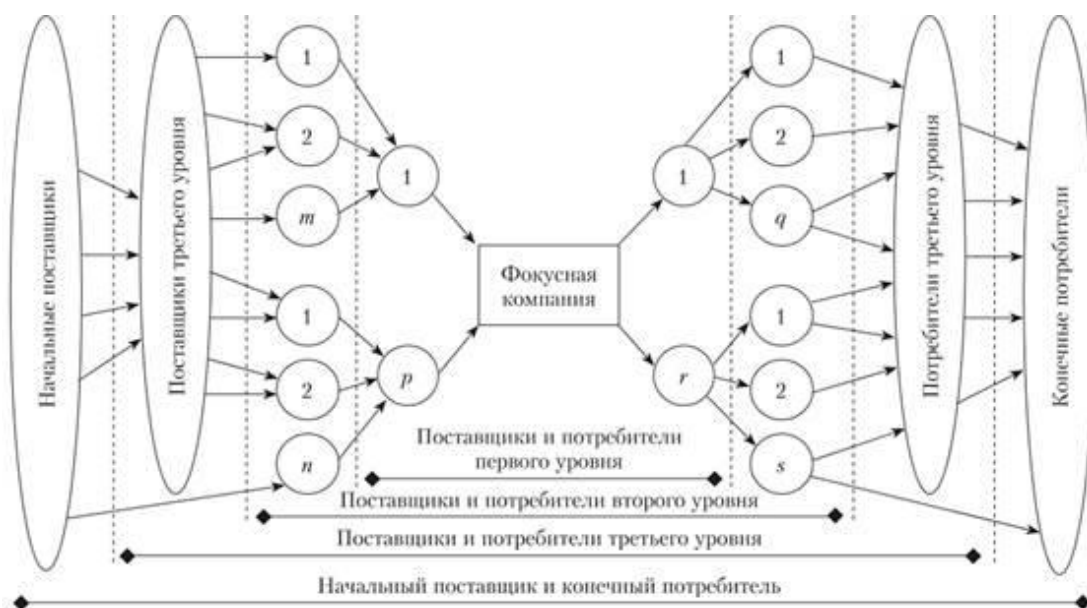 Начальные поставщики
Поставщики третьего уровня
1
2
m
1
2
n
1
p
Фокусная
компания
1
r
1
2
q
1
2
s
Потребители третьего уровня
Конечные потребители
Поставщики и потребители
первого уровня
Поставщики и потребители второго уровня
Поставщики и потребители третьего уровня
Начальный поставщик и конечный потребитель